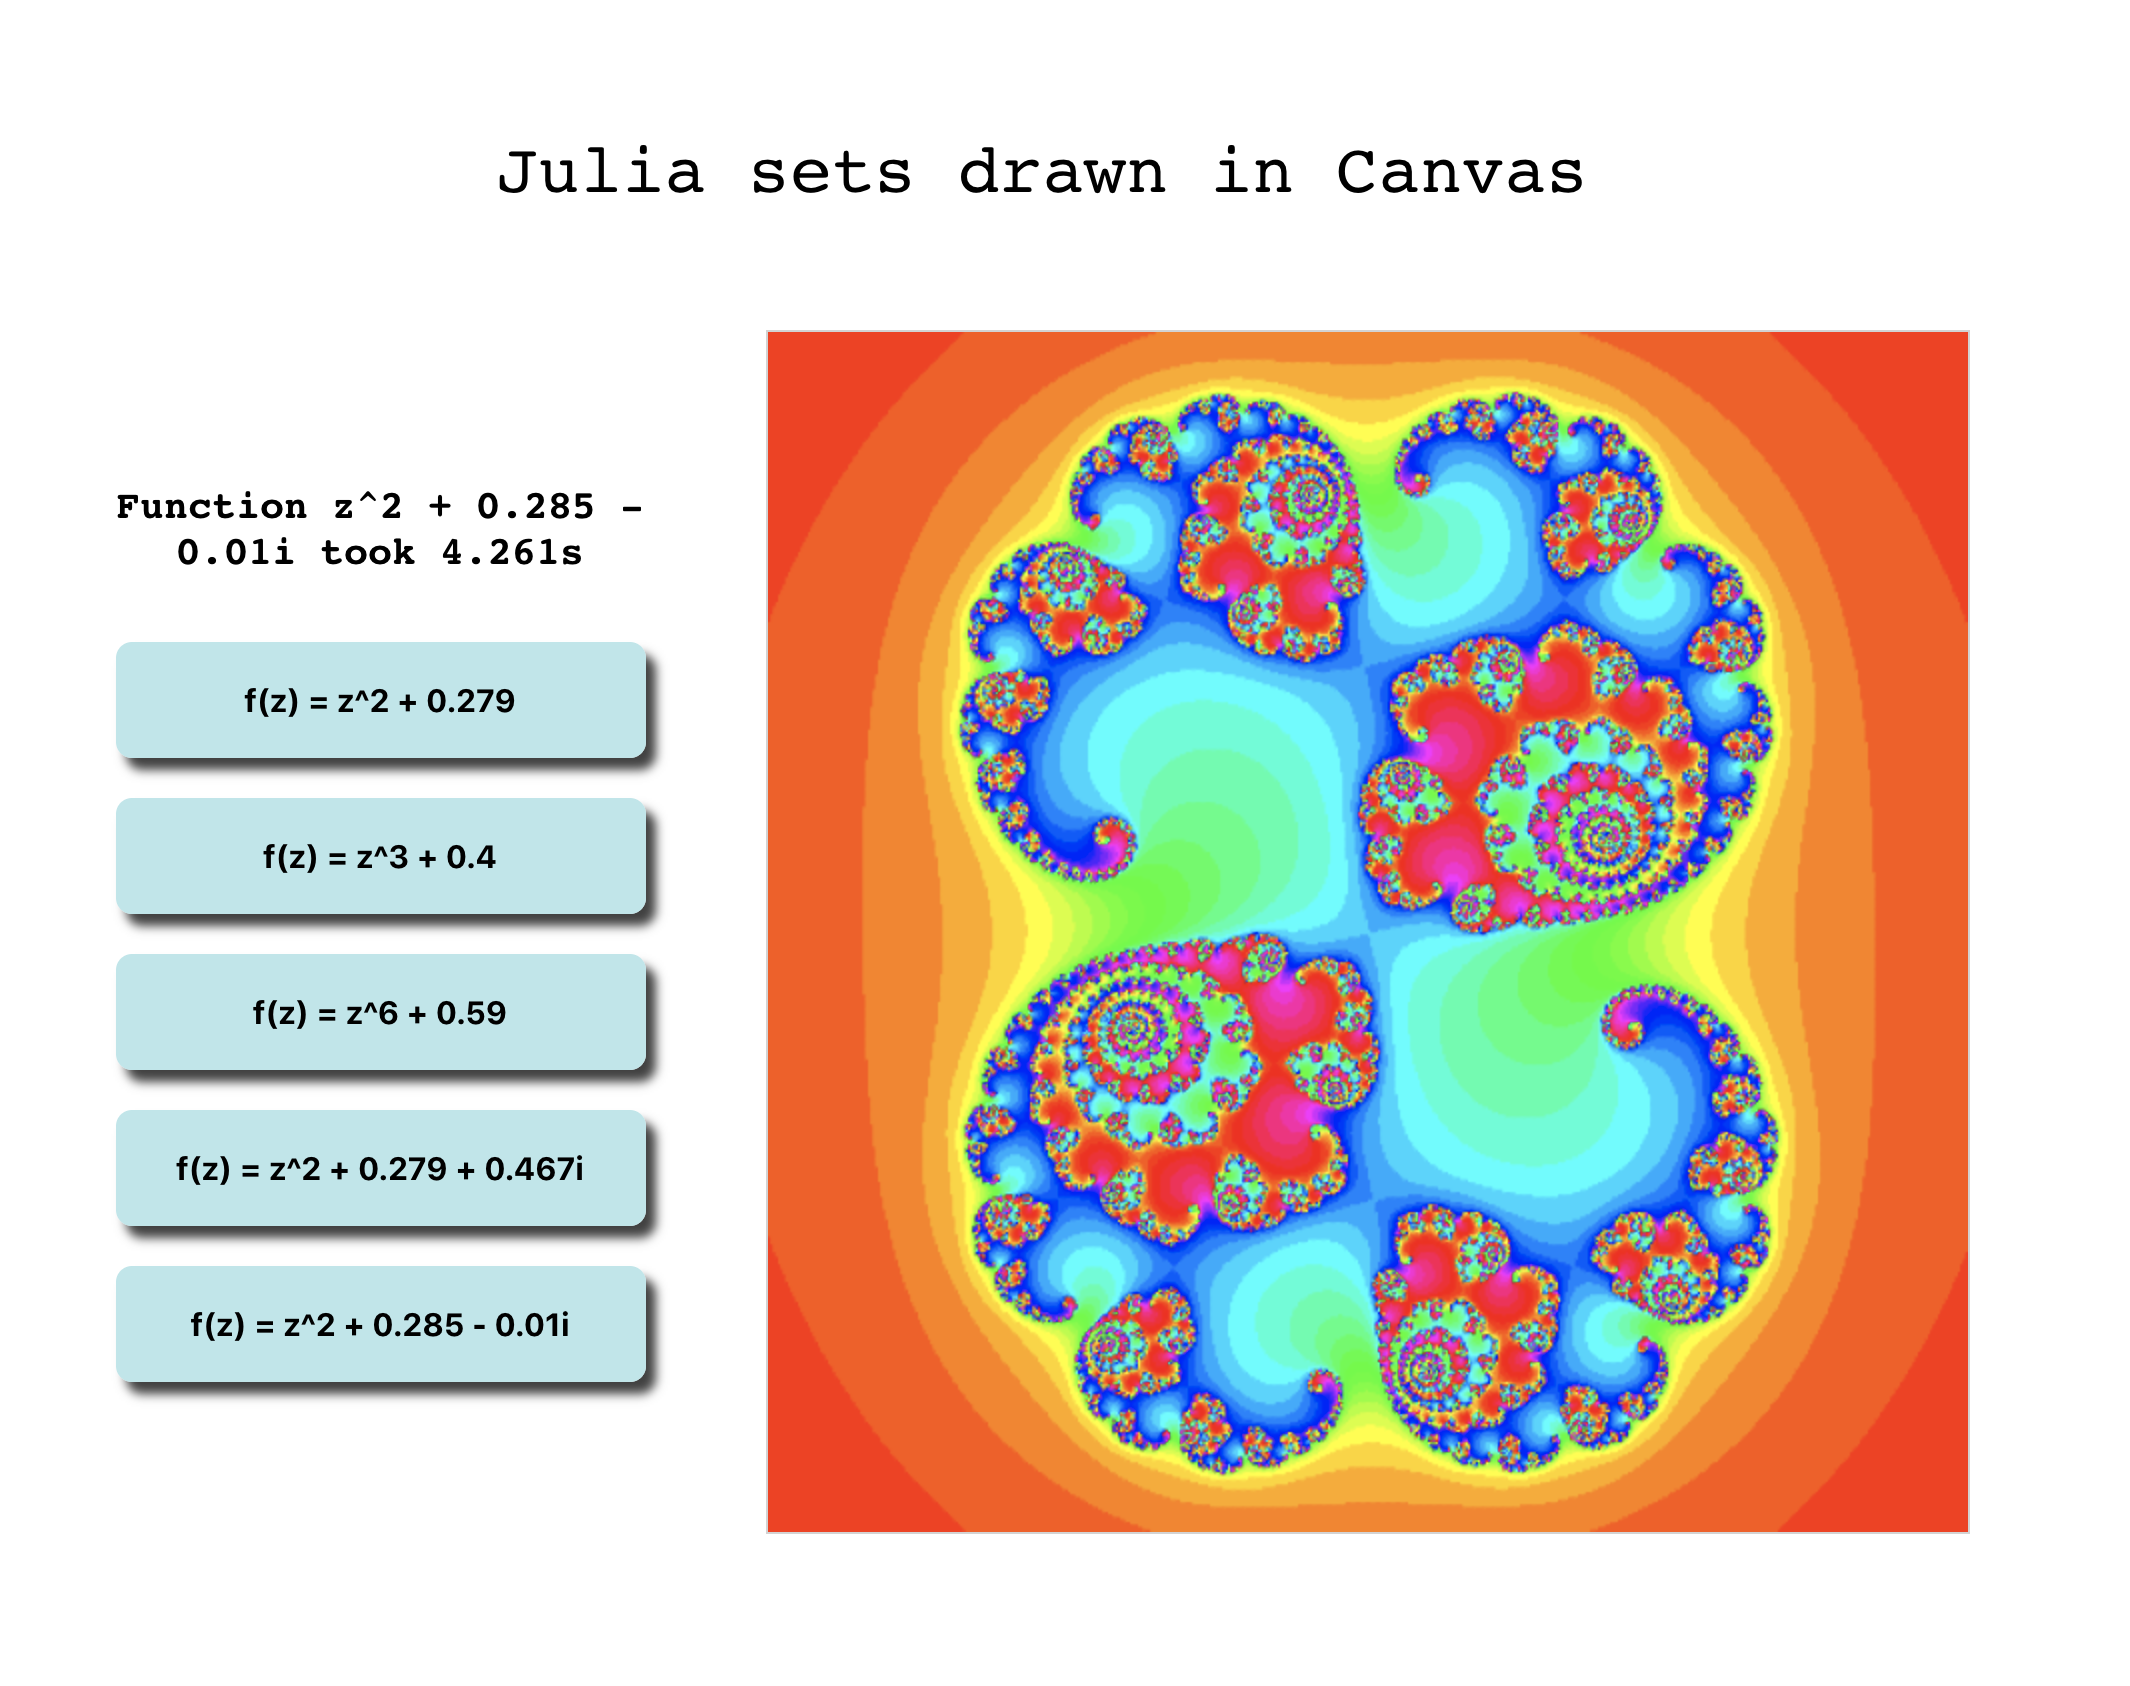 Julia sets drawn in Canvas
Function z^2 + 0.285 -
0.01i took 4.261s
f(z) = z^2 + 0.279
f(z) = z^3 + 0.4
f(z) = z^6 + 0.59
f(z) = z^2 + 0.279 + 0.467i
f(z) = z^2 + 0.285 - 0.01i